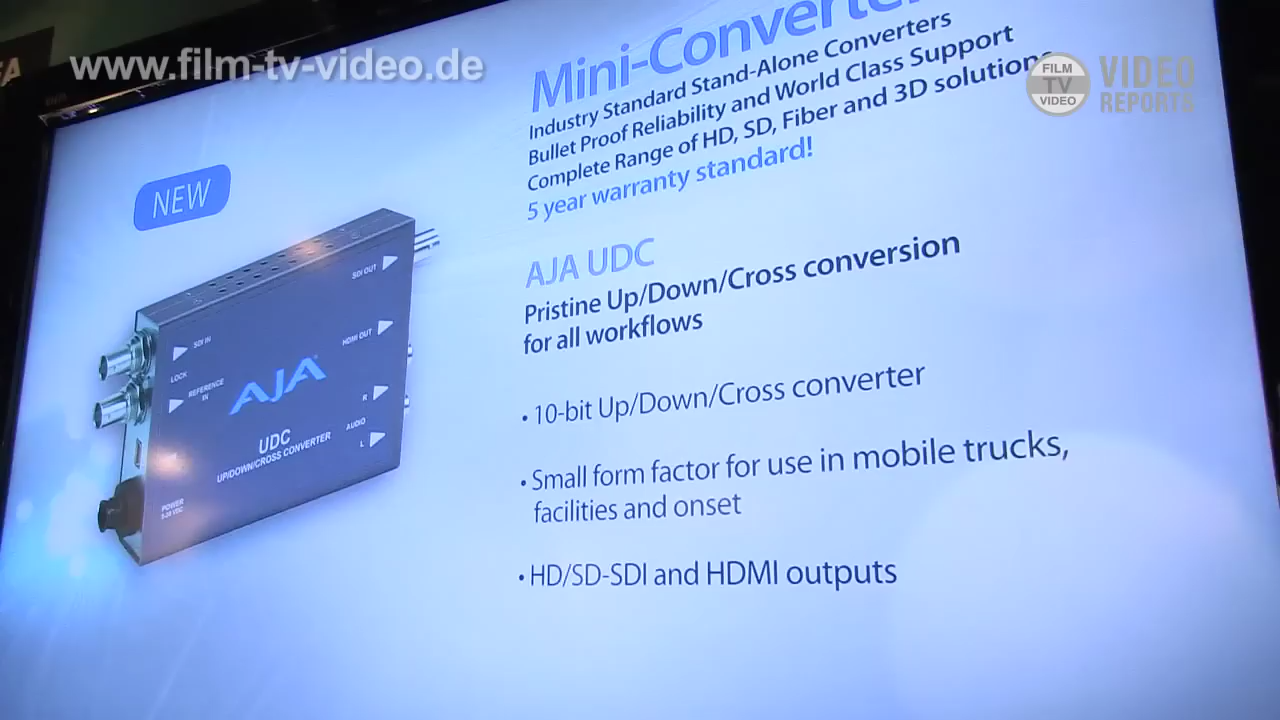 www.film-tv-video.de
FILM
TV
VIDEO
VIDEO
REPORTS
Mini-Converte
Industry Standard Stand-Alone Converters
Bullet Proof Reliability and World Class Support
Complete Range of HD, SD, Fiber and 3D solutions
5 year warranty standard!
NEW
AJA UDC
Pristine Up/Down/Cross conversion
for all workflows
• 10-bit Up/Down/Cross converter
• Small form factor for use in mobile trucks,
facilities and onset
• HD/SD-SDI and HDMI outputs
SDI OUT
SDI IN
HDMI OUT
LOCK
REFERENCE
IN
AJA
R
AUDIO
L
UDC
UP/DOWN/CROSS CONVERTER
POWER
5-20 VDC